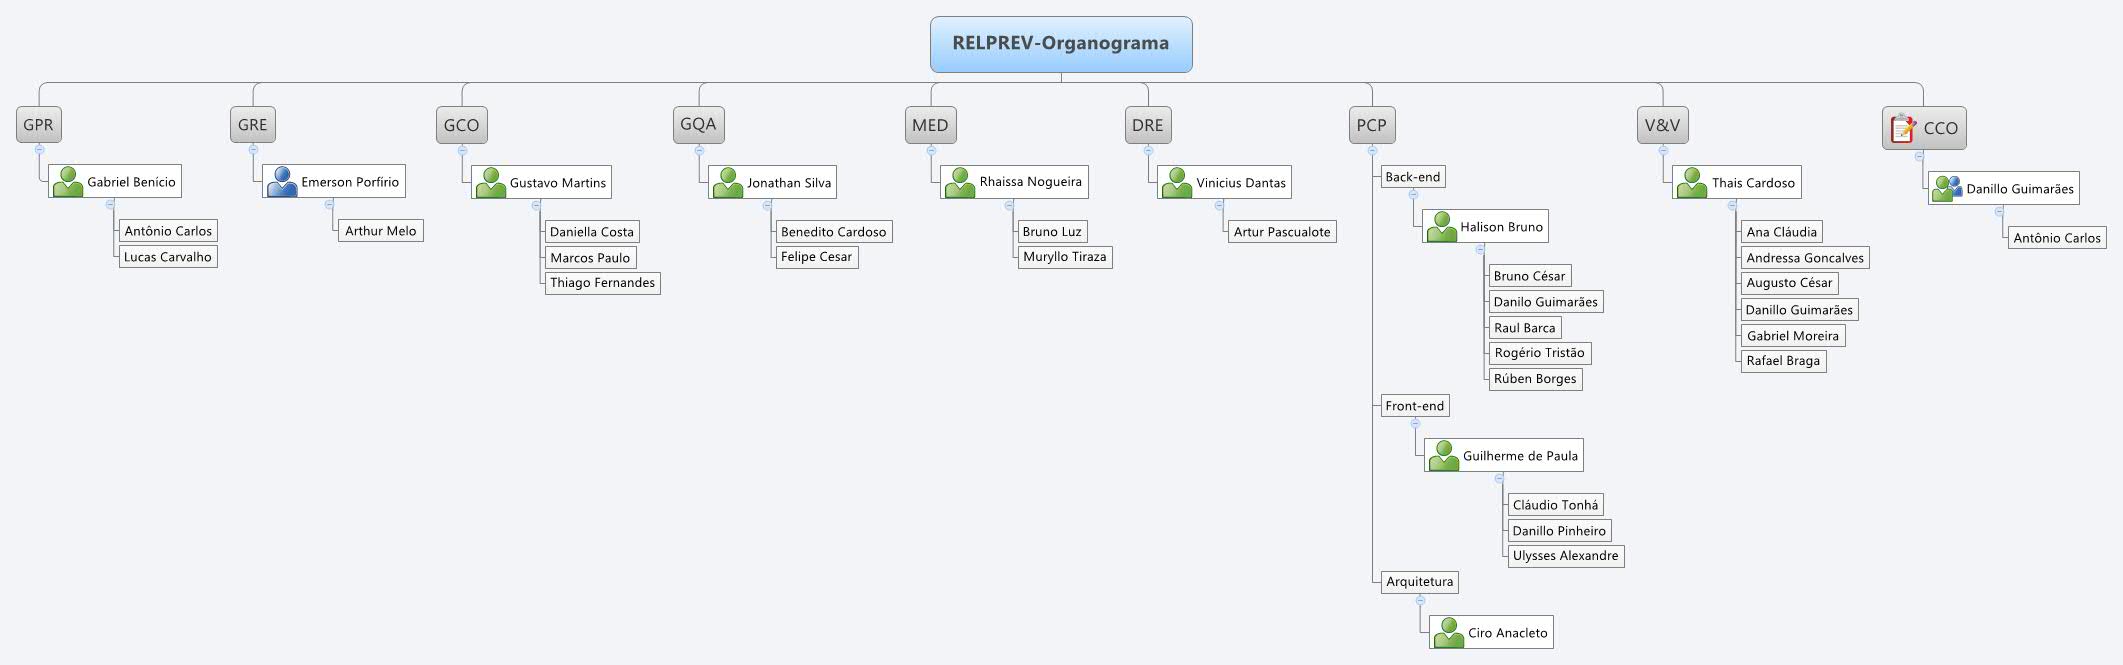 RELPREV-Organograma
GPR
Gabriel Benício
Antônio Carlos
Lucas Carvalho
GRE
Emerson Porfírio
Arthur Melo
GCO
Gustavo Martins
Daniella Costa
Marcos Paulo
Thiago Fernandes
GQA
Jonathan Silva
Benedito Cardoso
Felipe Cesar
MED
Rhaissa Nogueira
Bruno Luz
Muryllo Tiraza
DRE
Vinicius Dantas
Artur Pascualote
PCP
Back-end
Halison Bruno
Bruno César
Danilo Guimarães
Raul Barca
Rogério Tristão
Rúben Borges
Front-end
Guilherme de Paula
Cláudio Tonhá
Danillo Pinheiro
Ulysses Alexandre
Arquitetura
Ciro Anacleto
V&V
Thais Cardoso
Ana Cláudia
Andressa Goncalves
Augusto César
Danillo Guimarães
Gabriel Moreira
Rafael Braga
CCO
Danillo Guimarães
Antônio Carlos